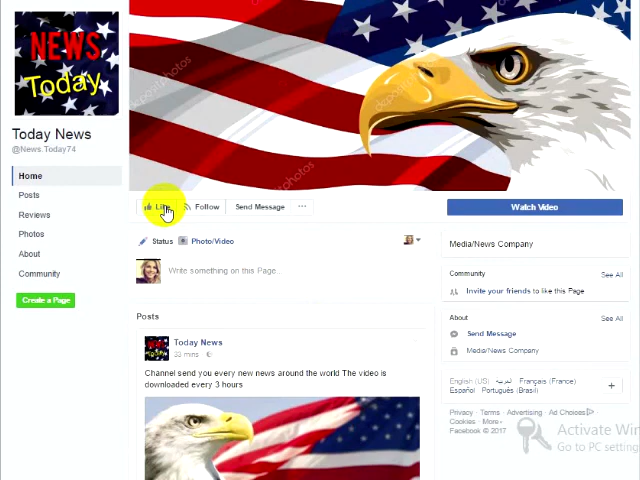 NEWS
Today
Today News
@News.Today74
Home
Posts
Reviews
Photos
About
Community
Create a Page
depositphotos
depositphotos
depositphotos
Like
Follow
Send Message
Watch Video
Status
Photo/Video
Write something on this Page.
Posts
Today News
33 mins
Channel send you every new news around the world The video is
downloaded every 3 hours
Media/News Company
Community
See All
Invite your friends to like this Page
About
See All
Send Message
Media/News Company
English (US) · العربية · Français (France)
Español · Português (Brasil)
Privacy · Terms · Advertising · Ad Choices
Cookies · More
Facebook © 2017
Activate Win
Go to PC setting